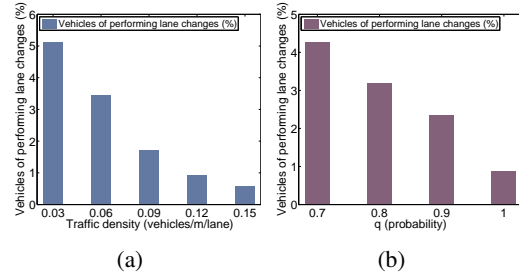 Vehicles of performing lane changes (%)
6
5
4
3
2
1
0
Vehicles of performing lane changes (%)
0.03 0.06 0.09 0.12 0.15
Traffic density (vehicles/m/lane)
(a)
Vehicles of performing lane changes (%)
5
4
3
2
1
0
Vehicles of performing lane changes (%)
0.7 0.8 0.9 1
q (probability)
(b)